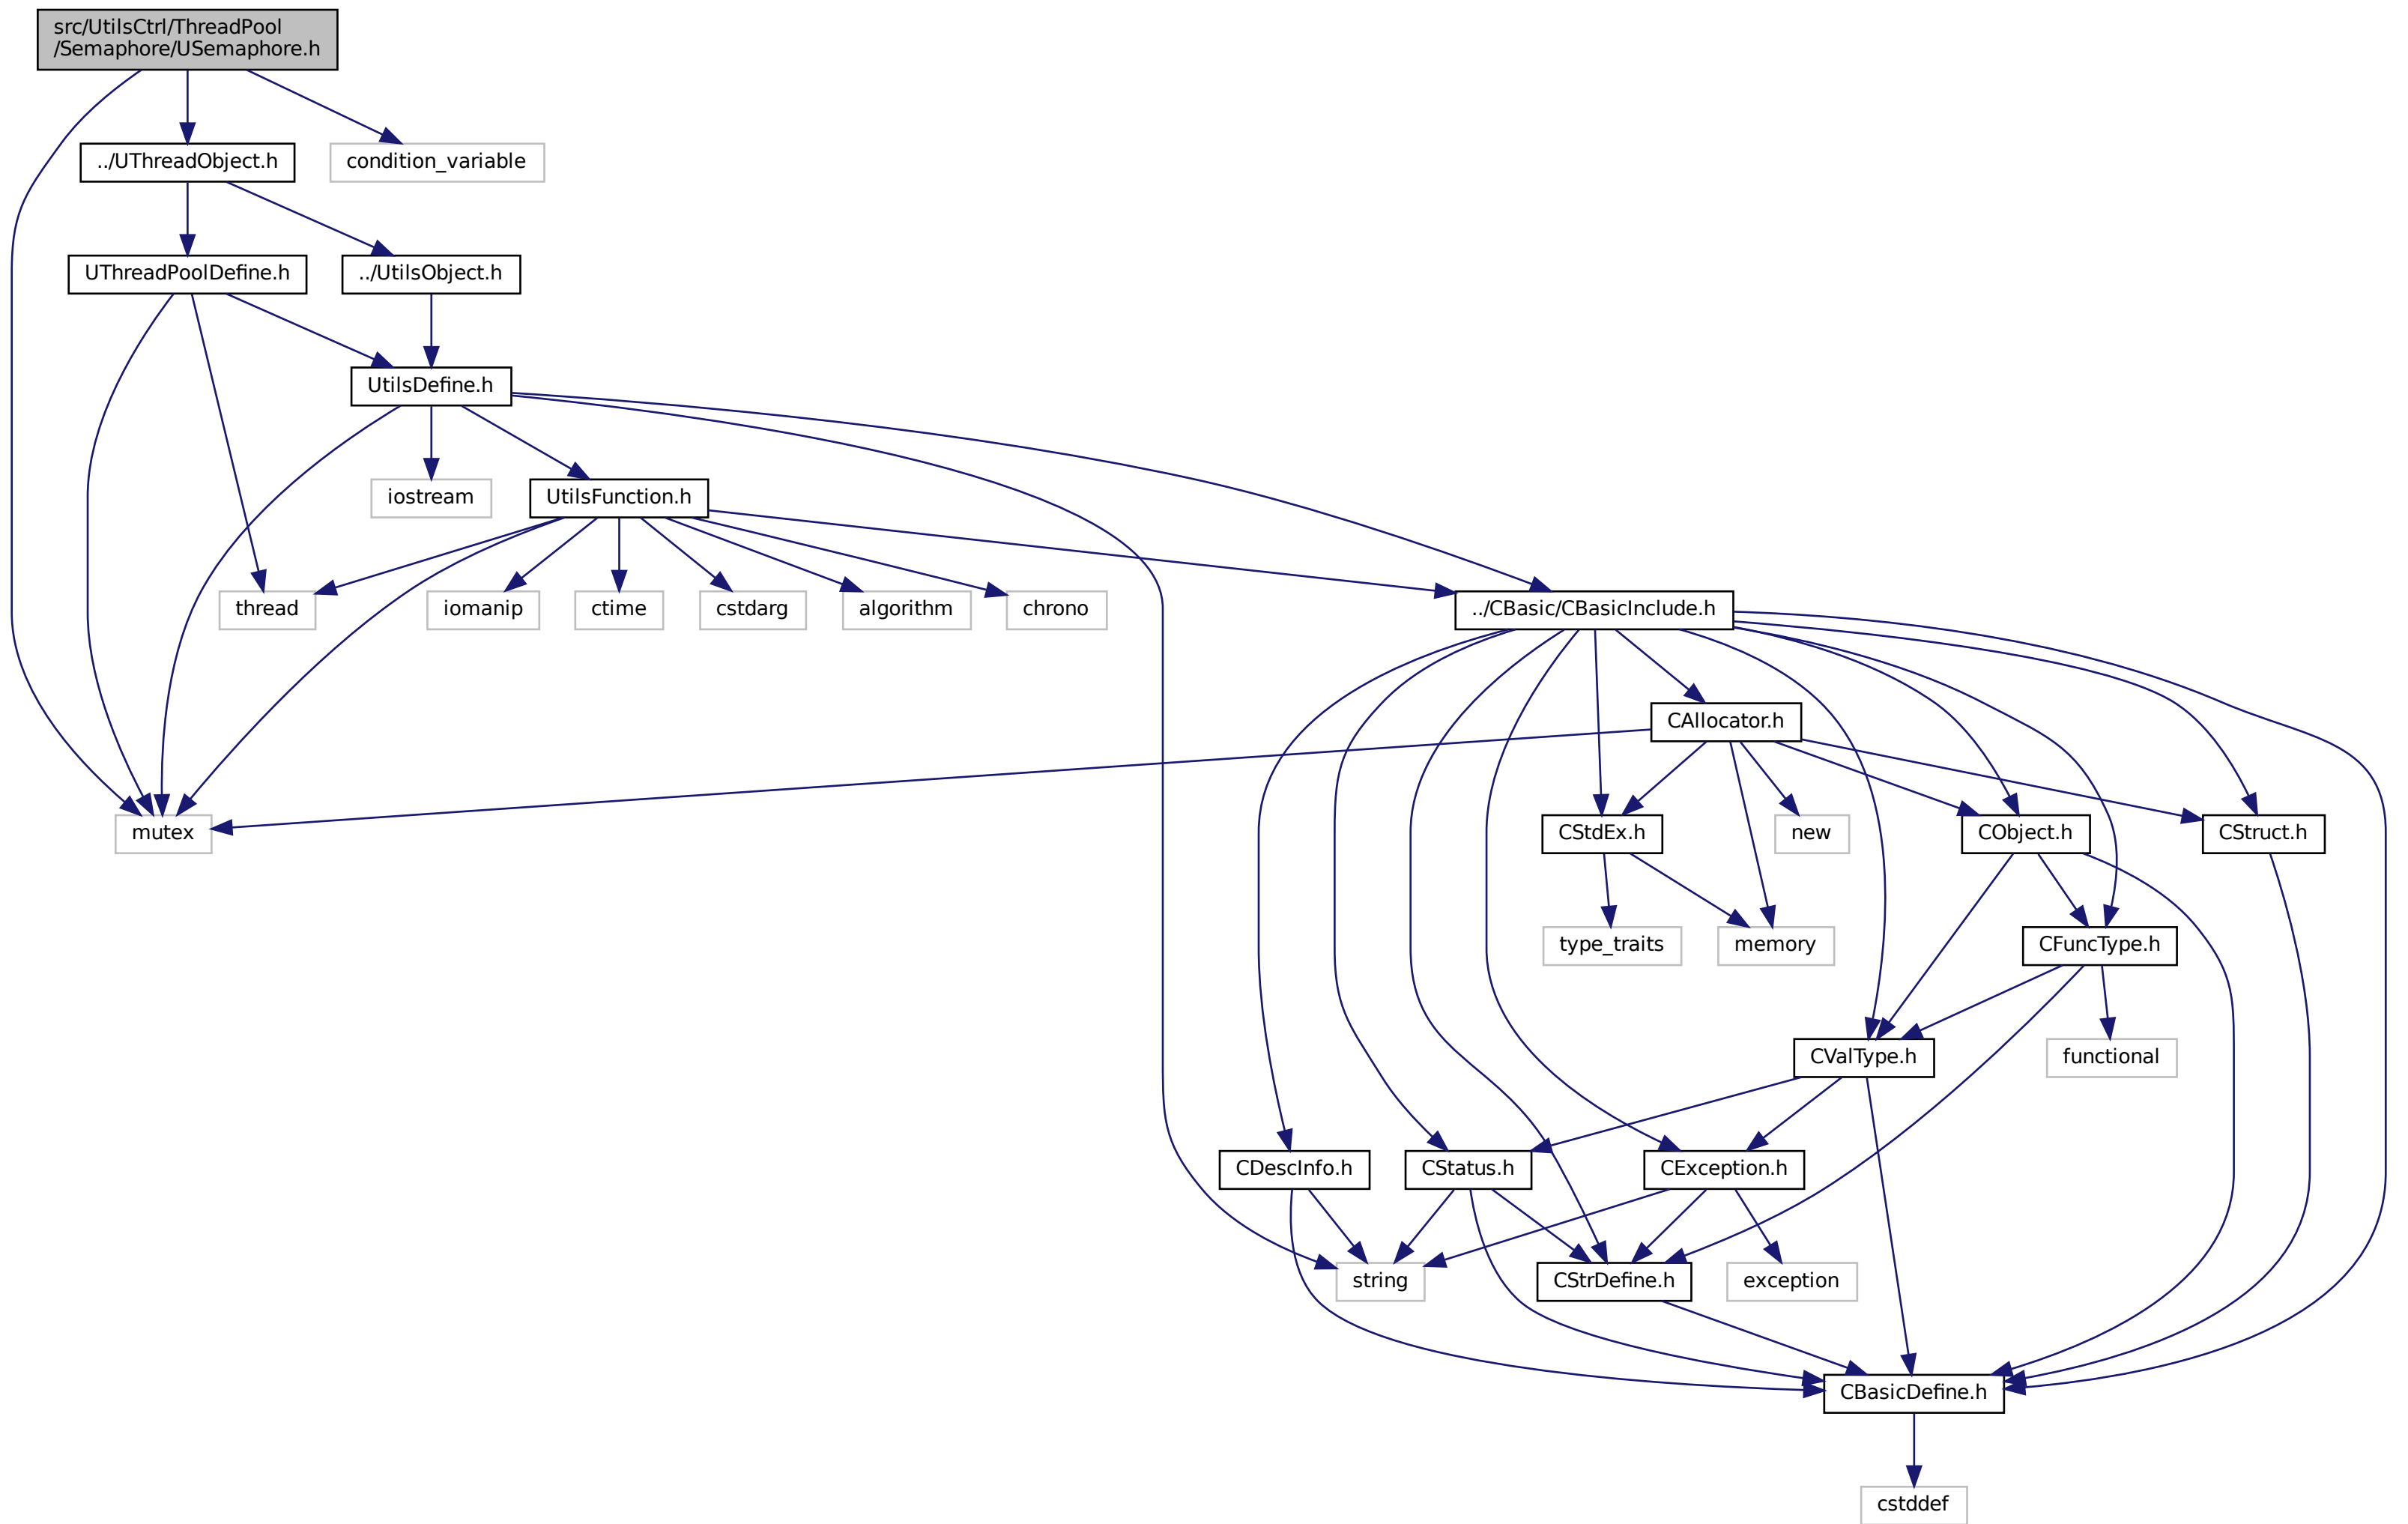 src/UtilsCtrl/ThreadPool
/Semaphore/USemaphore.h
../UThreadObject.h
condition_variable
UThreadPoolDefine.h
../UtilsObject.h
UtilsDefine.h
iostream
UtilsFunction.h
thread
iomanip
ctime
cstdarg
algorithm
chrono
../CBasic/CBasicInclude.h
CAllocator.h
mutex
CStdEx.h
new
CObject.h
CStruct.h
type_traits
memory
CFuncType.h
CValType.h
functional
CDescInfo.h
CStatus.h
CException.h
string
CStrDefine.h
exception
CBasicDefine.h
cstddef